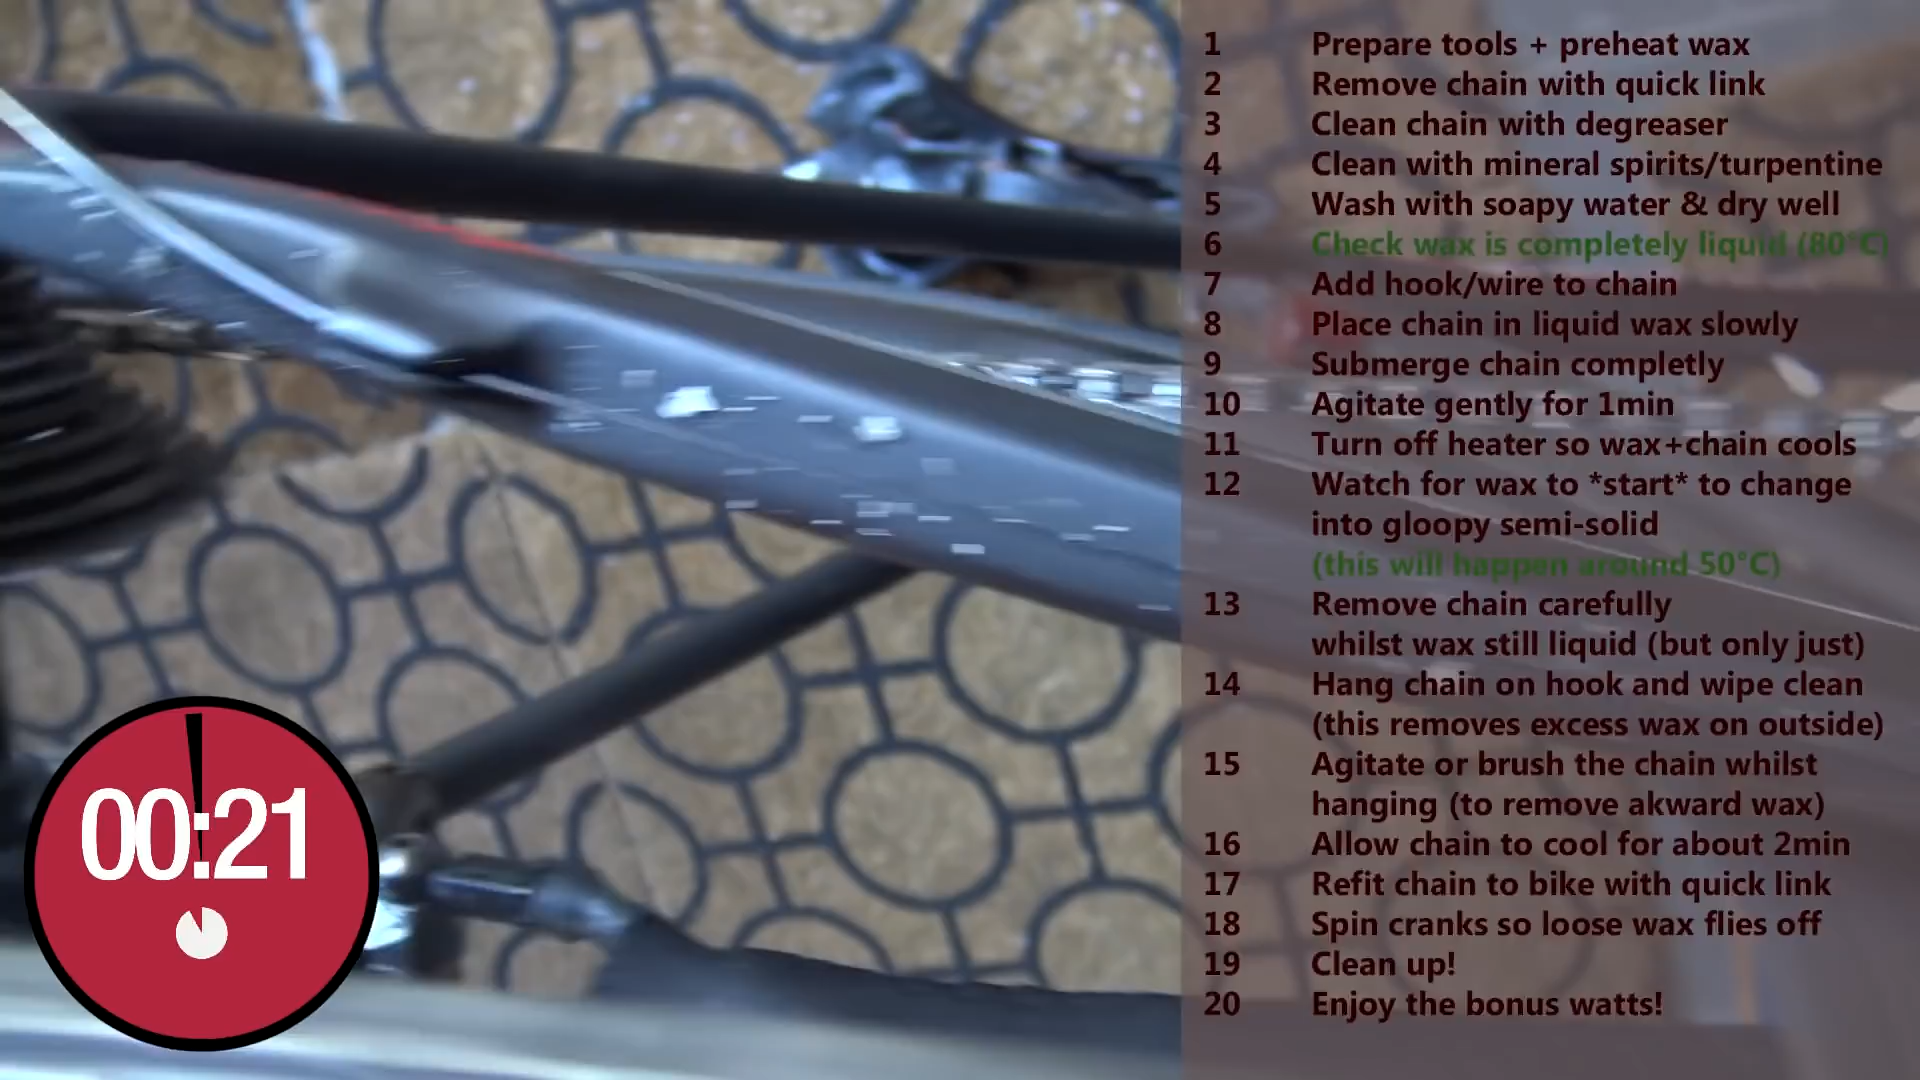 1 Prepare tools + preheat wax
2 Remove chain with quick link
3 Clean chain with degreaser
4 Clean with mineral spirits/turpentine
5 Wash with soapy water & dry well
6 Check wax is completely liquid (80°C)
7 Add hook/wire to chain
8 Place chain in liquid wax slowly
9 Submerge chain completly
10 Agitate gently for 1min
11 Turn off heater so wax+chain cools
12 Watch for wax to *start* to change
into gloopy semi-solid
(this will happen around 50°C)
13 Remove chain carefully
whilst wax still liquid (but only just)
14 Hang chain on hook and wipe clean
(this removes excess wax on outside)
15 Agitate or brush the chain whilst
hanging (to remove akward wax)
16 Allow chain to cool for about 2min
17 Refit chain to bike with quick link
18 Spin cranks so loose wax flies off
19 Clean up!
20 Enjoy the bonus watts!
00:21